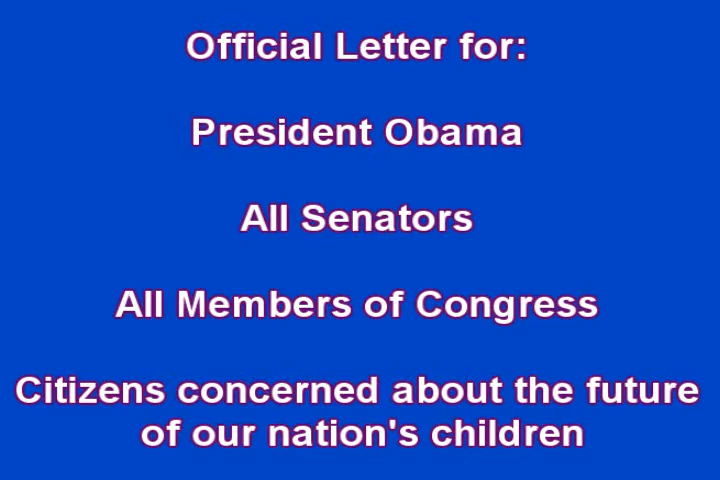 Official Letter for:
President Obama
All Senators
All Members of Congress
Citizens concerned about the future
of our nation's children